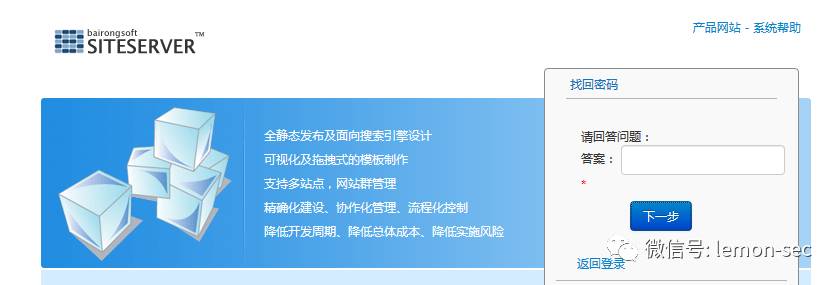 bairongsoft
SITESERVER™
产品网站 - 系统帮助
全静态发布及面向搜索引擎设计
可视化及拖拽式的模板制作
支持多站点，网站群管理
精确化建设、协作化管理、流程化控制
降低开发周期、降低总体成本、降低实施风险
找回密码
请回答问题：
答案：
*
下一步
返回登录
微信号: lemon-sec